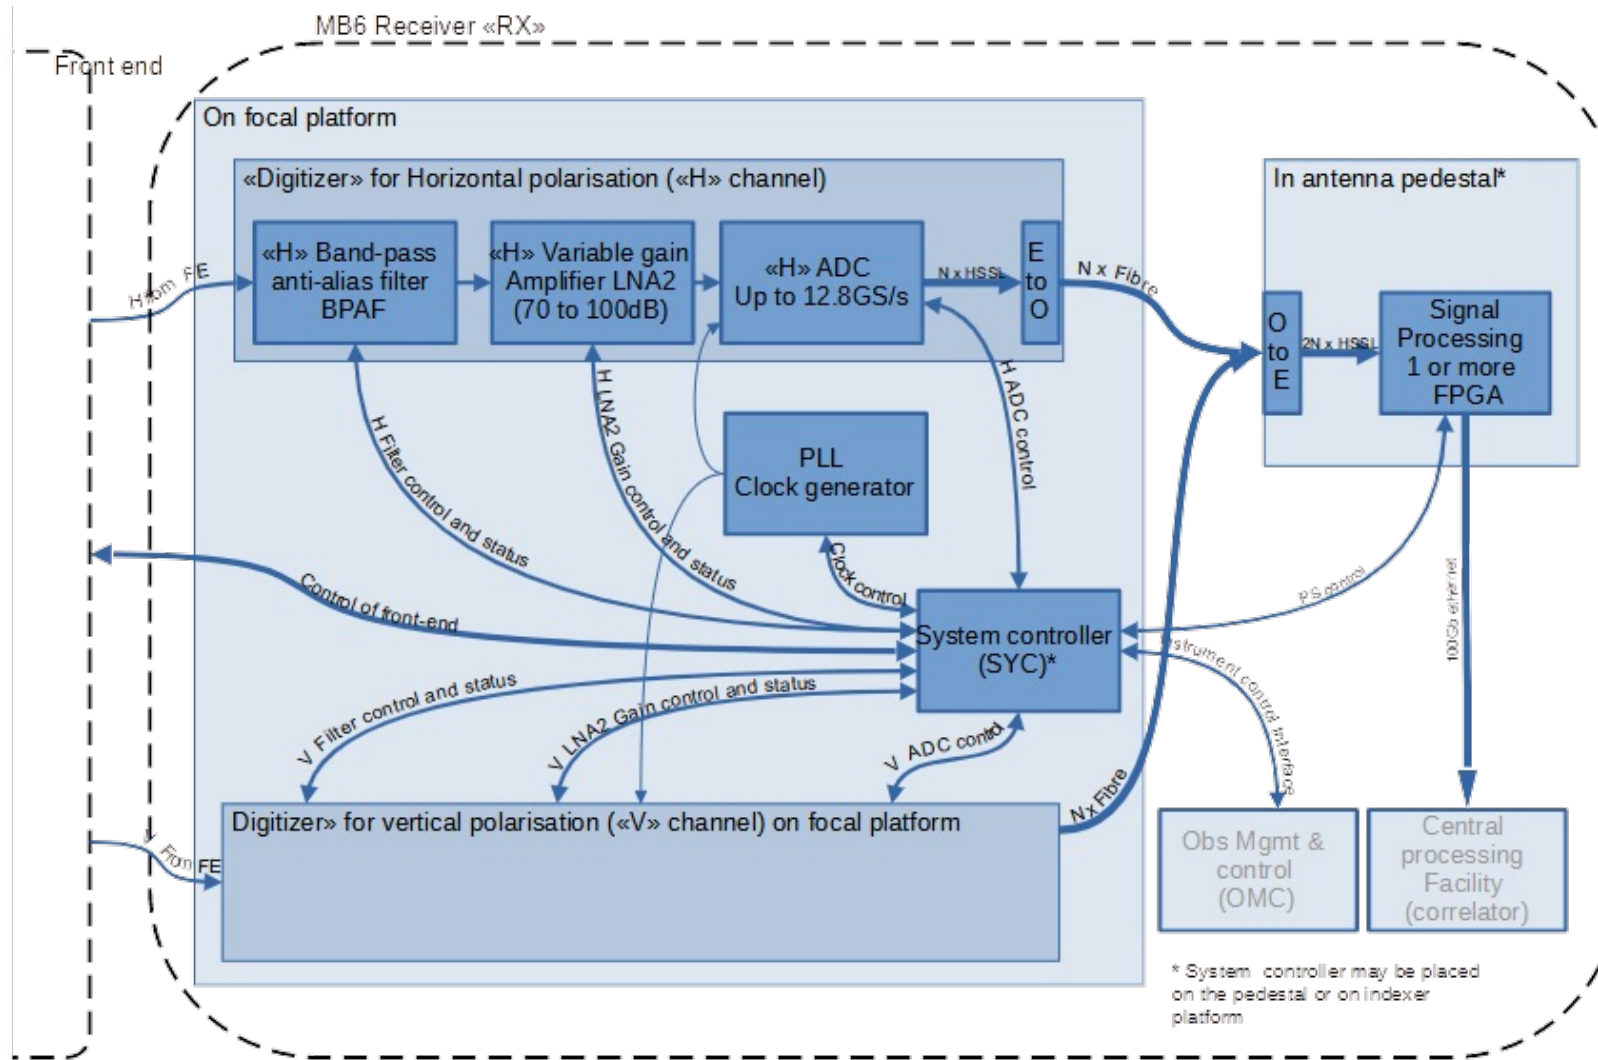 MB6 Receiver «RX»
Front end
On focal platform
«Digitizer» for Horizontal polarisation («H» channel)
In antenna pedestal*
«H» Band-pass
anti-alias filter
BPAF
«H» Variable gain
Amplifier LNA2
(70 to 100dB)
«H» ADC
Up to 12.8GS/s
N x HSSL
E
to
O
N x Fibre
H from FE
O
to
E
2N x HSSL
Signal
Processing
1 or more
FPGA
H Filter control and status
H LNA2 Gain control and status
H ADC control
PLL
Clock generator
Clock control
Control of front-end
System controller
(SYC)*
PS control
100Gb ethernet
Instrument control Interface
V Filter control and status
V LNA2 Gain control and status
V ADC control
N x Fibre
V From FE
Digitizer» for vertical polarisation («V» channel) on focal platform
Obs Mgmt &
control
(OMC)
Central
processing
Facility
(correlator)
* System controller may be placed
on the pedestal or on indexer
platform